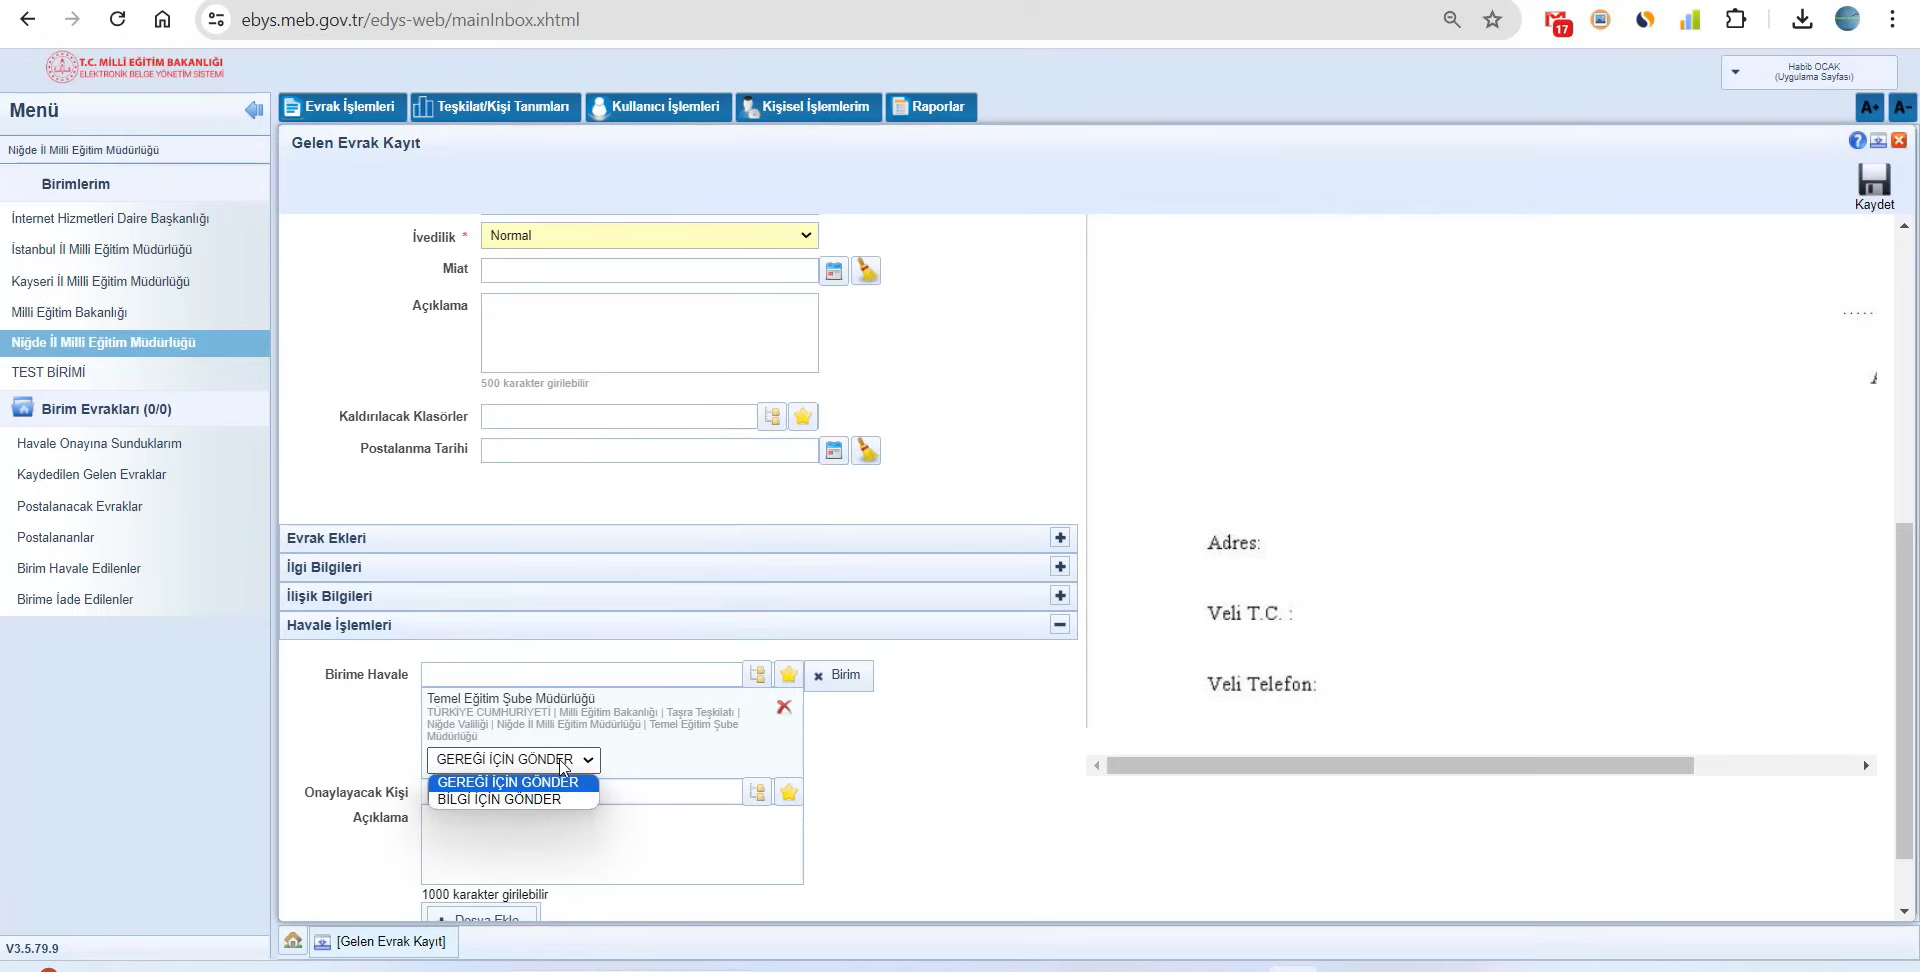 ebys.meb.gov.tr/edys-web/mainInbox.xhtml
17
T.C. MİLLÎ EĞİTİM BAKANLIĞI
ELEKTRONİK BELGE YÖNETİM SİSTEMİ
Habib OCAK
(Uygulama Sayfası)
Menü
Evrak İşlemleri
Teşkilat/Kişi Tanımları
Kullanıcı İşlemleri
Kişisel İşlemlerim
Raporlar
A+
A-
Niğde İl Milli Eğitim Müdürlüğü
Birimlerim
İnternet Hizmetleri Daire Başkanlığı
İstanbul İl Milli Eğitim Müdürlüğü
Kayseri İl Milli Eğitim Müdürlüğü
Milli Eğitim Bakanlığı
Niğde İl Milli Eğitim Müdürlüğü
TEST BİRİMİ
Birim Evrakları (0/0)
Havale Onayına Sunduklarım
Kaydedilen Gelen Evraklar
Postalanacak Evraklar
Postalananlar
Birim Havale Edilenler
Birime İade Edilenler
V3.5.79.9
Gelen Evrak Kayıt
Kaydet
İvedilik *
Normal
Miat
Açıklama
500 karakter girilebilir
Kaldırılacak Klasörler
Postalanma Tarihi
Evrak Ekleri
İlgi Bilgileri
İlişik Bilgileri
Havale İşlemleri
Birime Havale
Birim
Temel Eğitim Şube Müdürlüğü
TÜRKİYE CUMHURİYETİ | Milli Eğitim Bakanlığı | Taşra Teşkilatı |
Niğde Valiliği | Niğde İl Milli Eğitim Müdürlüğü | Temel Eğitim Şube
Müdürlüğü
GEREĞİ İÇİN GÖNDER
GEREĞİ İÇİN GÖNDER
BİLGİ İÇİN GÖNDER
Onaylayacak Kişi
Açıklama
1000 karakter girilebilir
Dosya Ekle
[Gelen Evrak Kayıt]
.....
Adres:
Veli T.C. :
Veli Telefon: